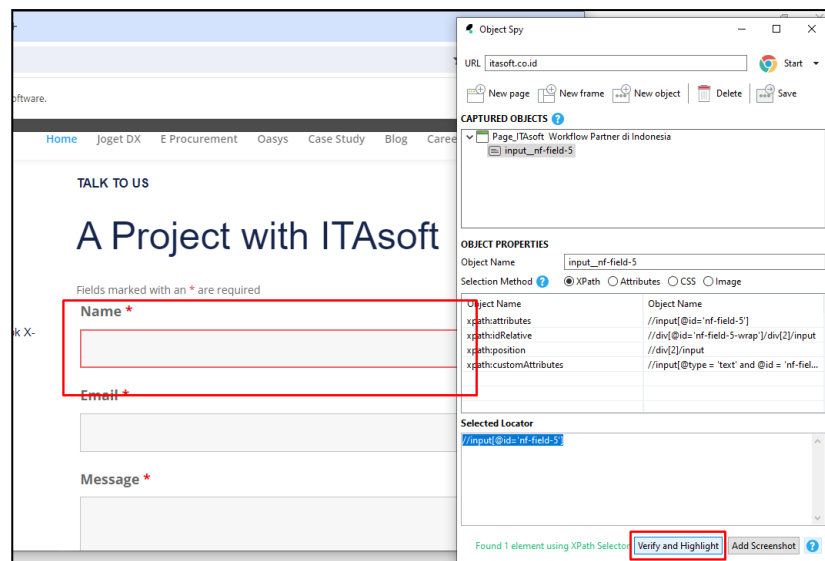 Object Spy
URL itasoft.co.id Start
New page New frame New object Delete Save
CAPTURED OBJECTS ?
Page_ITAsoft Workflow Partner di Indonesia
input__nf-field-5
OBJECT PROPERTIES
Object Name input__nf-field-5
Selection Method ? XPath Attributes CSS Image
Object Name Object Name
xpath:attributes //input[@id='nf-field-5']
xpath:idRelative //div[@id='nf-field-5-wrap']/div[2]/input
xpath:position //div[2]/input
xpath:customAttributes //input[@type = 'text' and @id = 'nf-fiel...
Selected Locator
//input[@id='nf-field-5']
Found 1 element using XPath Selector Verify and Highlight Add Screenshot ?
oftware.
Home Joget DX E Procurement Oasys Case Study Blog Caree
TALK TO US
A Project with ITAsoft
Fields marked with an * are required
Name *
ok X-
Email *
Message *